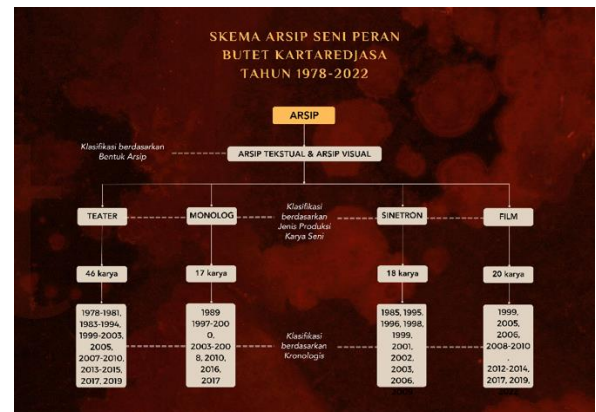 SKEMA ARSIP SENI PERAN
BUTET KARTAREDJASA
TAHUN 1978-2022
ARSIP
Klasifikasi berdasarkan
Bentuk Arsip
ARSIP TEKSTUAL & ARSIP VISUAL
TEATER
MONOLOG
Klasifikasi
berdasarkan
Jenis Produksi
Karya Seni
SINETRON
FILM
46 karya
17 karya
18 karya
20 karya
1978-1981,
1983-1994,
1999-2003,
2005,
2007-2010,
2013-2015,
2017, 2019
1989
1997-200
0,
2003-200
8, 2010,
2016,
2017
Klasifikasi
berdasarkan
Kronologis
1985, 1995,
1996, 1998,
1999,
2001,
2002,
2003,
2006,
1999,
2005,
2006,
2008-2010
,
2012-2014,
2017, 2019,